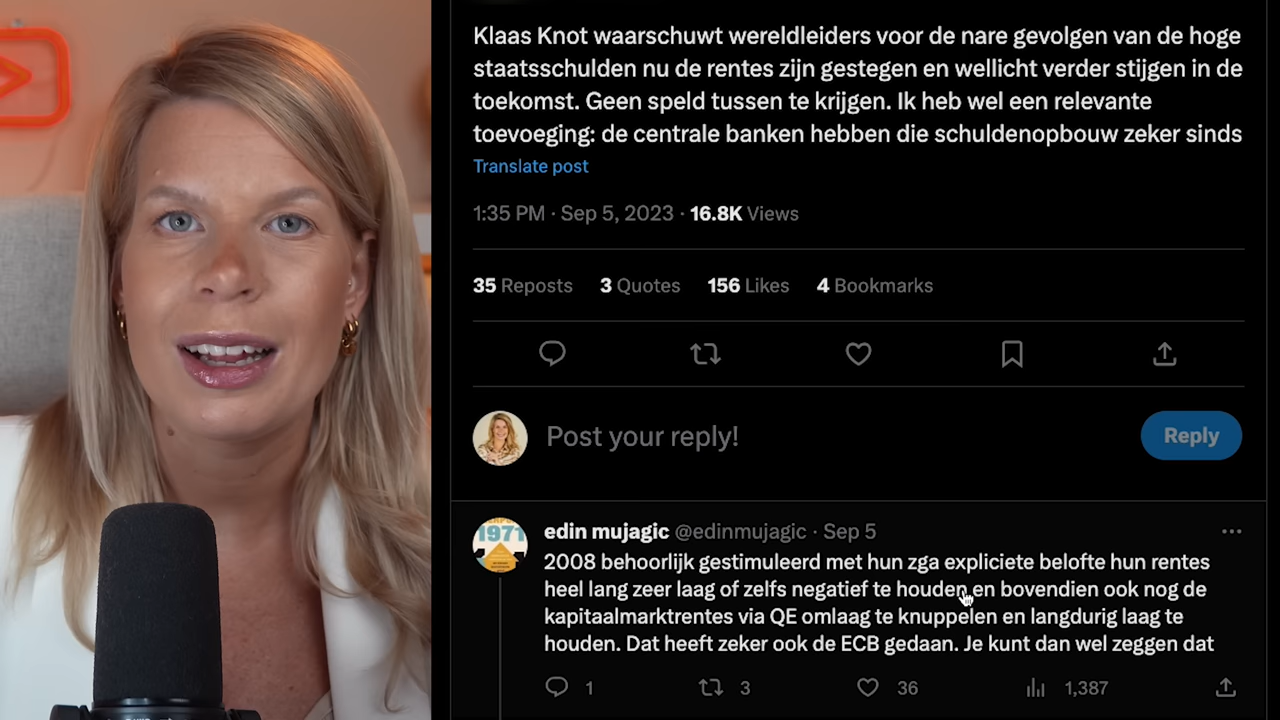 Klaas Knot waarschuwt wereldleiders voor de nare gevolgen van de hoge
staatsschulden nu de rentes zijn gestegen en wellicht verder stijgen in de
toekomst. Geen speld tussen te krijgen. Ik heb wel een relevante
toevoeging: de centrale banken hebben die schuldenopbouw zeker sinds
Translate post
1:35 PM · Sep 5, 2023 · 16.8K Views
35 Reposts 3 Quotes 156 Likes 4 Bookmarks
Post your reply!
Reply
1971
edin mujagic @edinmujagic · Sep 5
2008 behoorlijk gestimuleerd met hun zga expliciete belofte hun rentes
heel lang zeer laag of zelfs negatief te houden en bovendien ook nog de
kapitaalmarktrentes via QE omlaag te knuppelen en langdurig laag te
houden. Dat heeft zeker ook de ECB gedaan. Je kunt dan wel zeggen dat
1 3 36 1,387